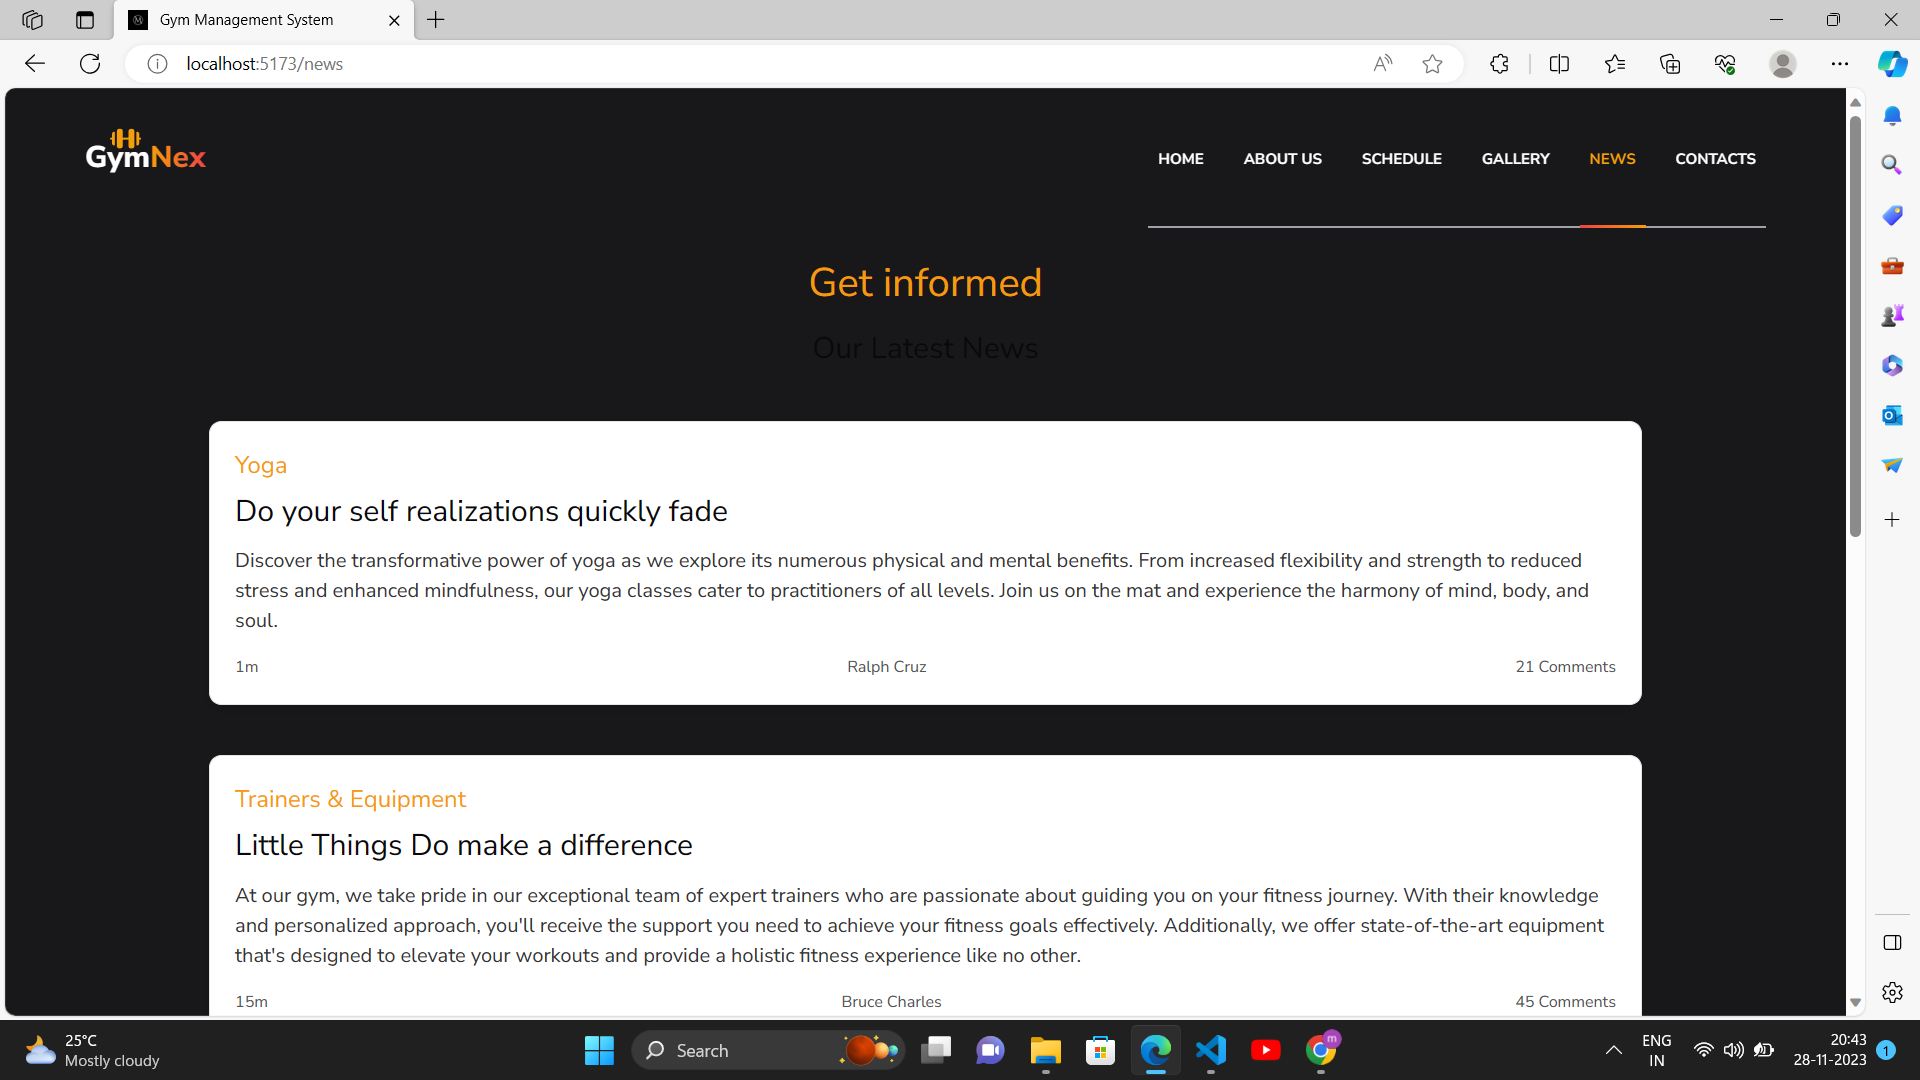 Gym Management System
localhost:5173/news
GymNex
HOME ABOUT US SCHEDULE GALLERY NEWS CONTACTS
Get informed
Our Latest News
Yoga
Do your self realizations quickly fade
Discover the transformative power of yoga as we explore its numerous physical and mental benefits. From increased flexibility and strength to reduced
stress and enhanced mindfulness, our yoga classes cater to practitioners of all levels. Join us on the mat and experience the harmony of mind, body, and
soul.
1m Ralph Cruz 21 Comments
Trainers & Equipment
Little Things Do make a difference
At our gym, we take pride in our exceptional team of expert trainers who are passionate about guiding you on your fitness journey. With their knowledge
and personalized approach, you'll receive the support you need to achieve your fitness goals effectively. Additionally, we offer state-of-the-art equipment
that's designed to elevate your workouts and provide a holistic fitness experience like no other.
15m Bruce Charles 45 Comments
25°C
Mostly cloudy
Search
m
ENG
IN
20:43
28-11-2023
1